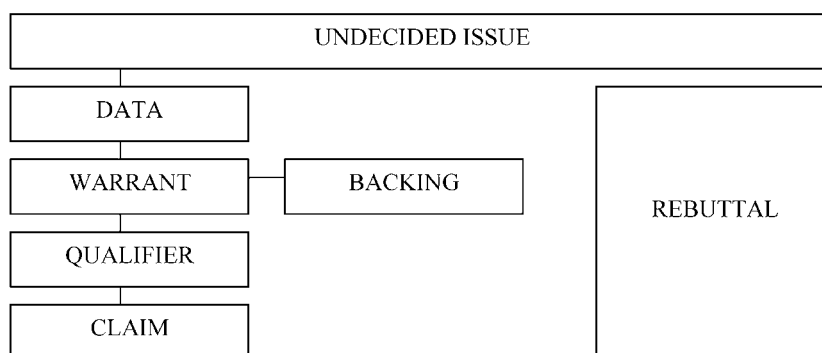 UNDECIDED ISSUE
DATA
WARRANT
BACKING
REBUTTAL
QUALIFIER
CLAIM